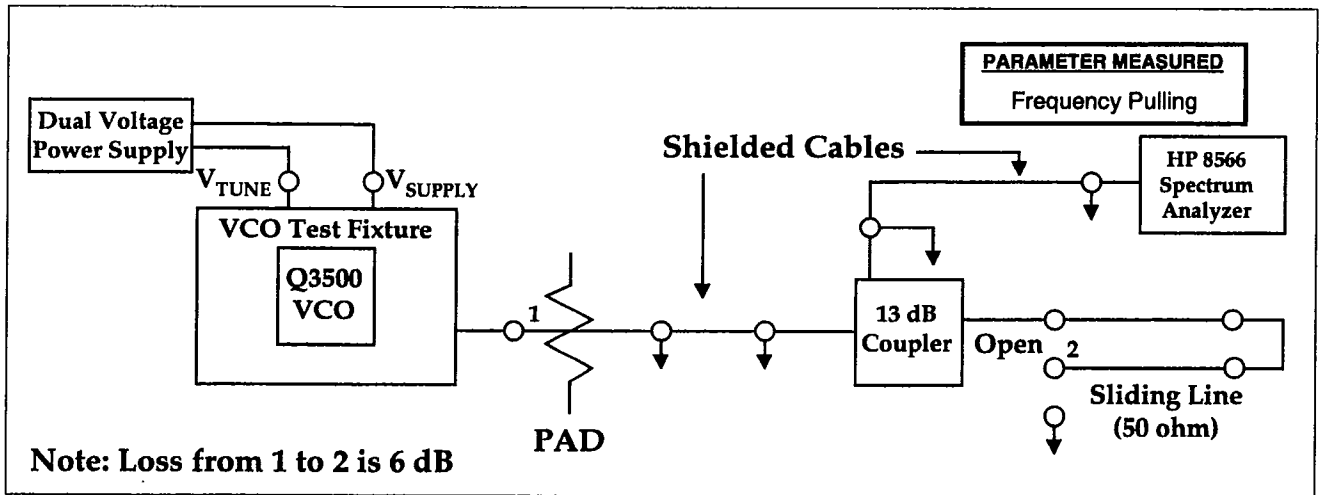 PARAMETER MEASURED
Frequency Pulling
Dual Voltage
Power Supply
Shielded Cables
HP 8566
Spectrum
Analyzer
V_TUNE
V_SUPPLY
VCO Test Fixture
Q3500
VCO
1
13 dB
Coupler
Open
2
Sliding Line
(50 ohm)
PAD
Note: Loss from 1 to 2 is 6 dB